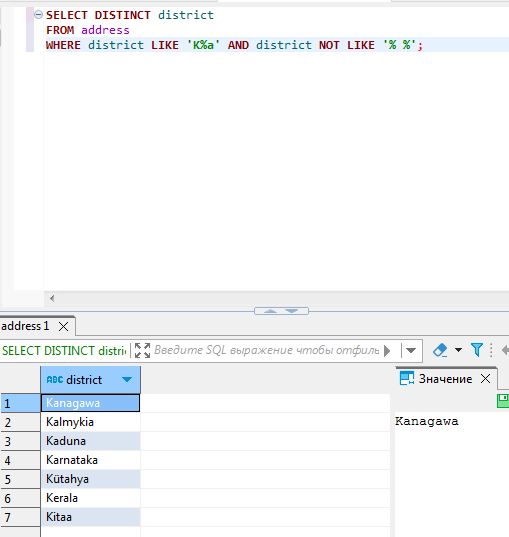 SELECT DISTINCT district
FROM address
WHERE district LIKE 'K%a' AND district NOT LIKE '% %';
address 1
SELECT DISTINCT distri
Введите SQL выражение чтобы отфиль
ABC district
Значение
1 Kanagawa
Kanagawa
2 Kalmykia
3 Kaduna
4 Karnataka
5 Kütahya
6 Kerala
7 Kitaa